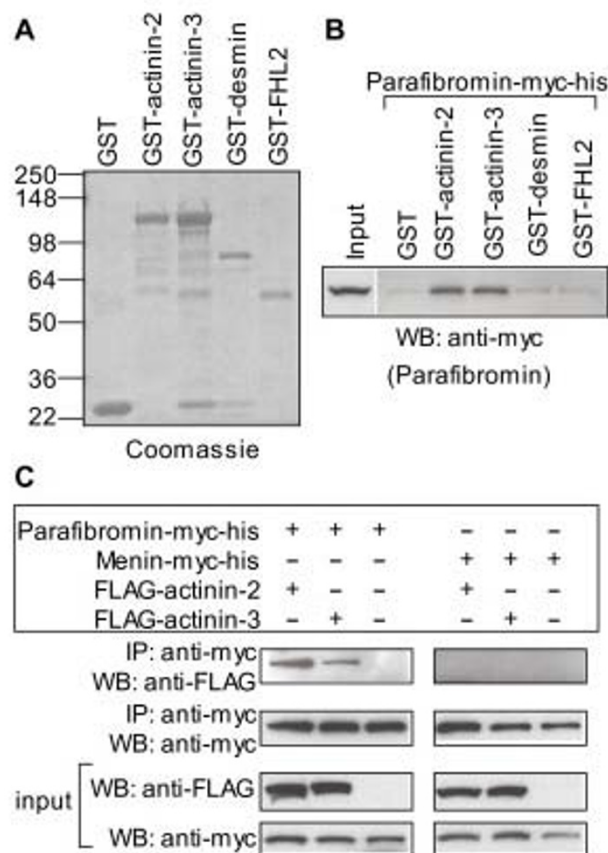 A
GST
GST-actinin-2
GST-actinin-3
GST-desmin
GST-FHL2
250
148
98
64
50
36
22
Coomassie
B
Parafibromin-myc-his
Input
GST
GST-actinin-2
GST-actinin-3
GST-desmin
GST-FHL2
WB: anti-myc
(Parafibromin)
C
Parafibromin-myc-his + + + – – –
Menin-myc-his – – – + + +
FLAG-actinin-2 + – – + – –
FLAG-actinin-3 – + – – + –
IP: anti-myc
WB: anti-FLAG
IP: anti-myc
WB: anti-myc
input
WB: anti-FLAG
WB: anti-myc